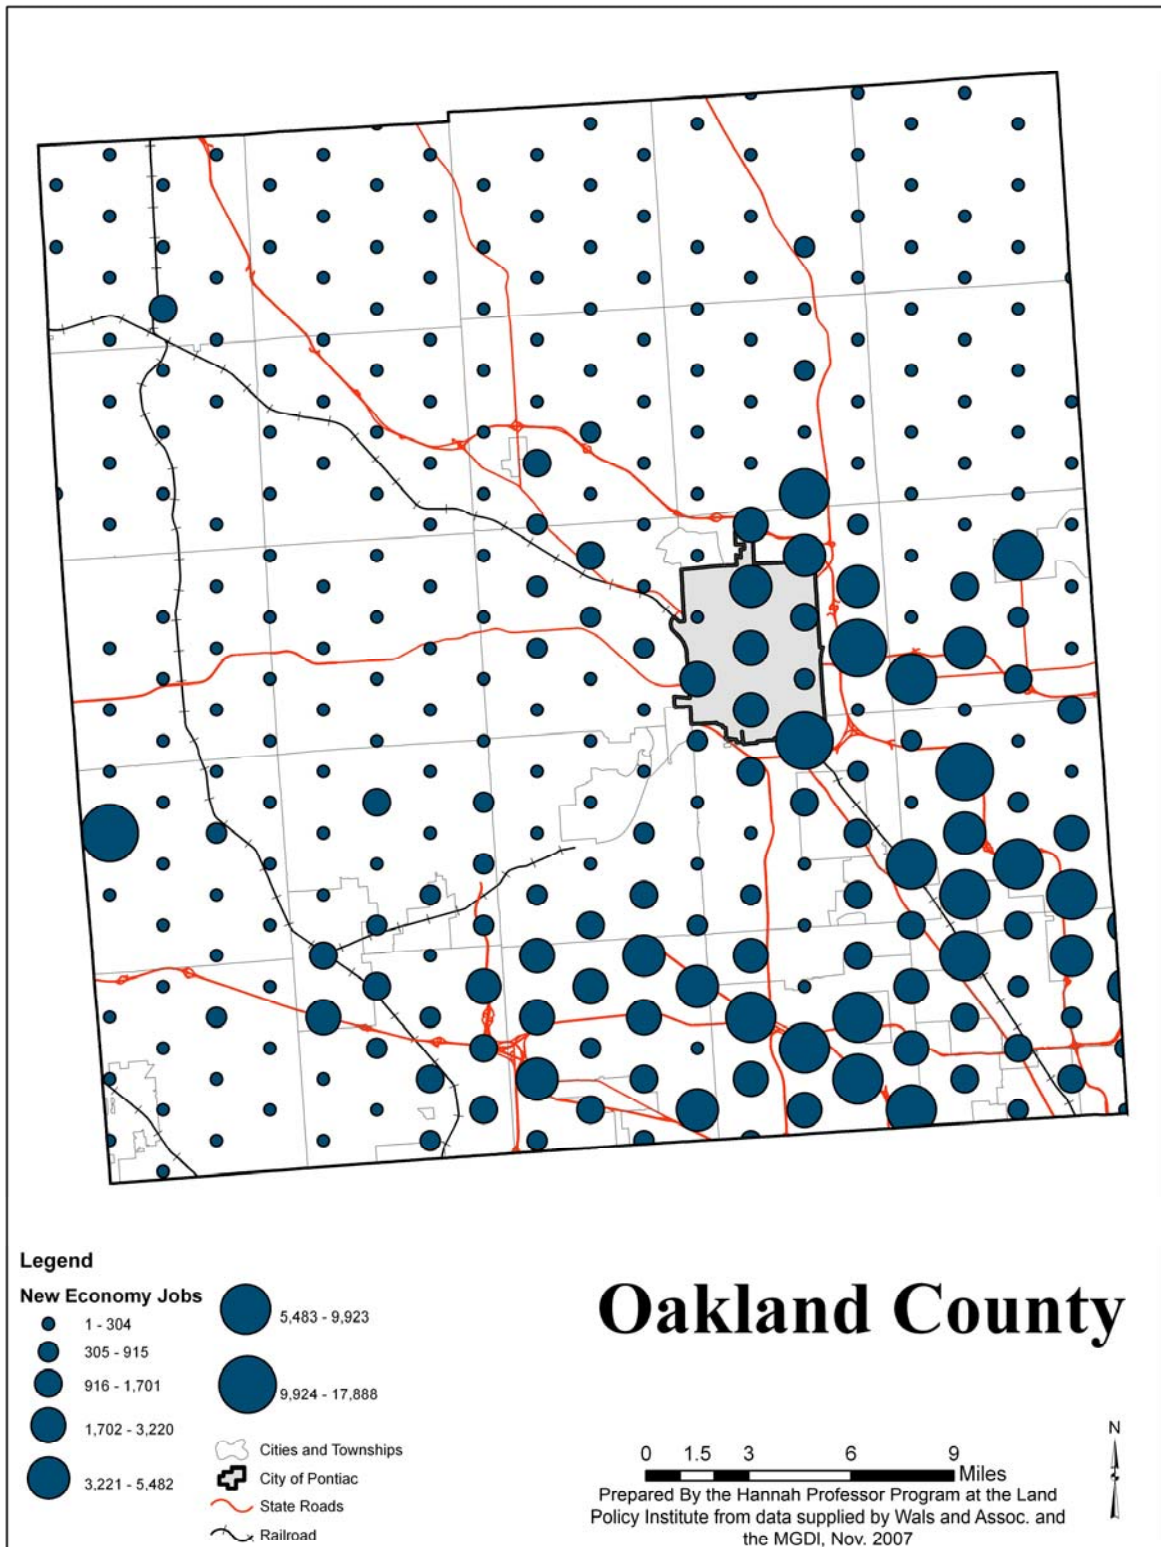 Legend
New Economy Jobs
1 - 304
305 - 915
916 - 1,701
1,702 - 3,220
3,221 - 5,482
5,483 - 9,923
9,924 - 17,888
Cities and Townships
City of Pontiac
State Roads
Railroad
Oakland County
N
0 1.5 3 6 9
Miles
Prepared By the Hannah Professor Program at the Land
Policy Institute from data supplied by Wals and Assoc. and
the MGDI, Nov. 2007